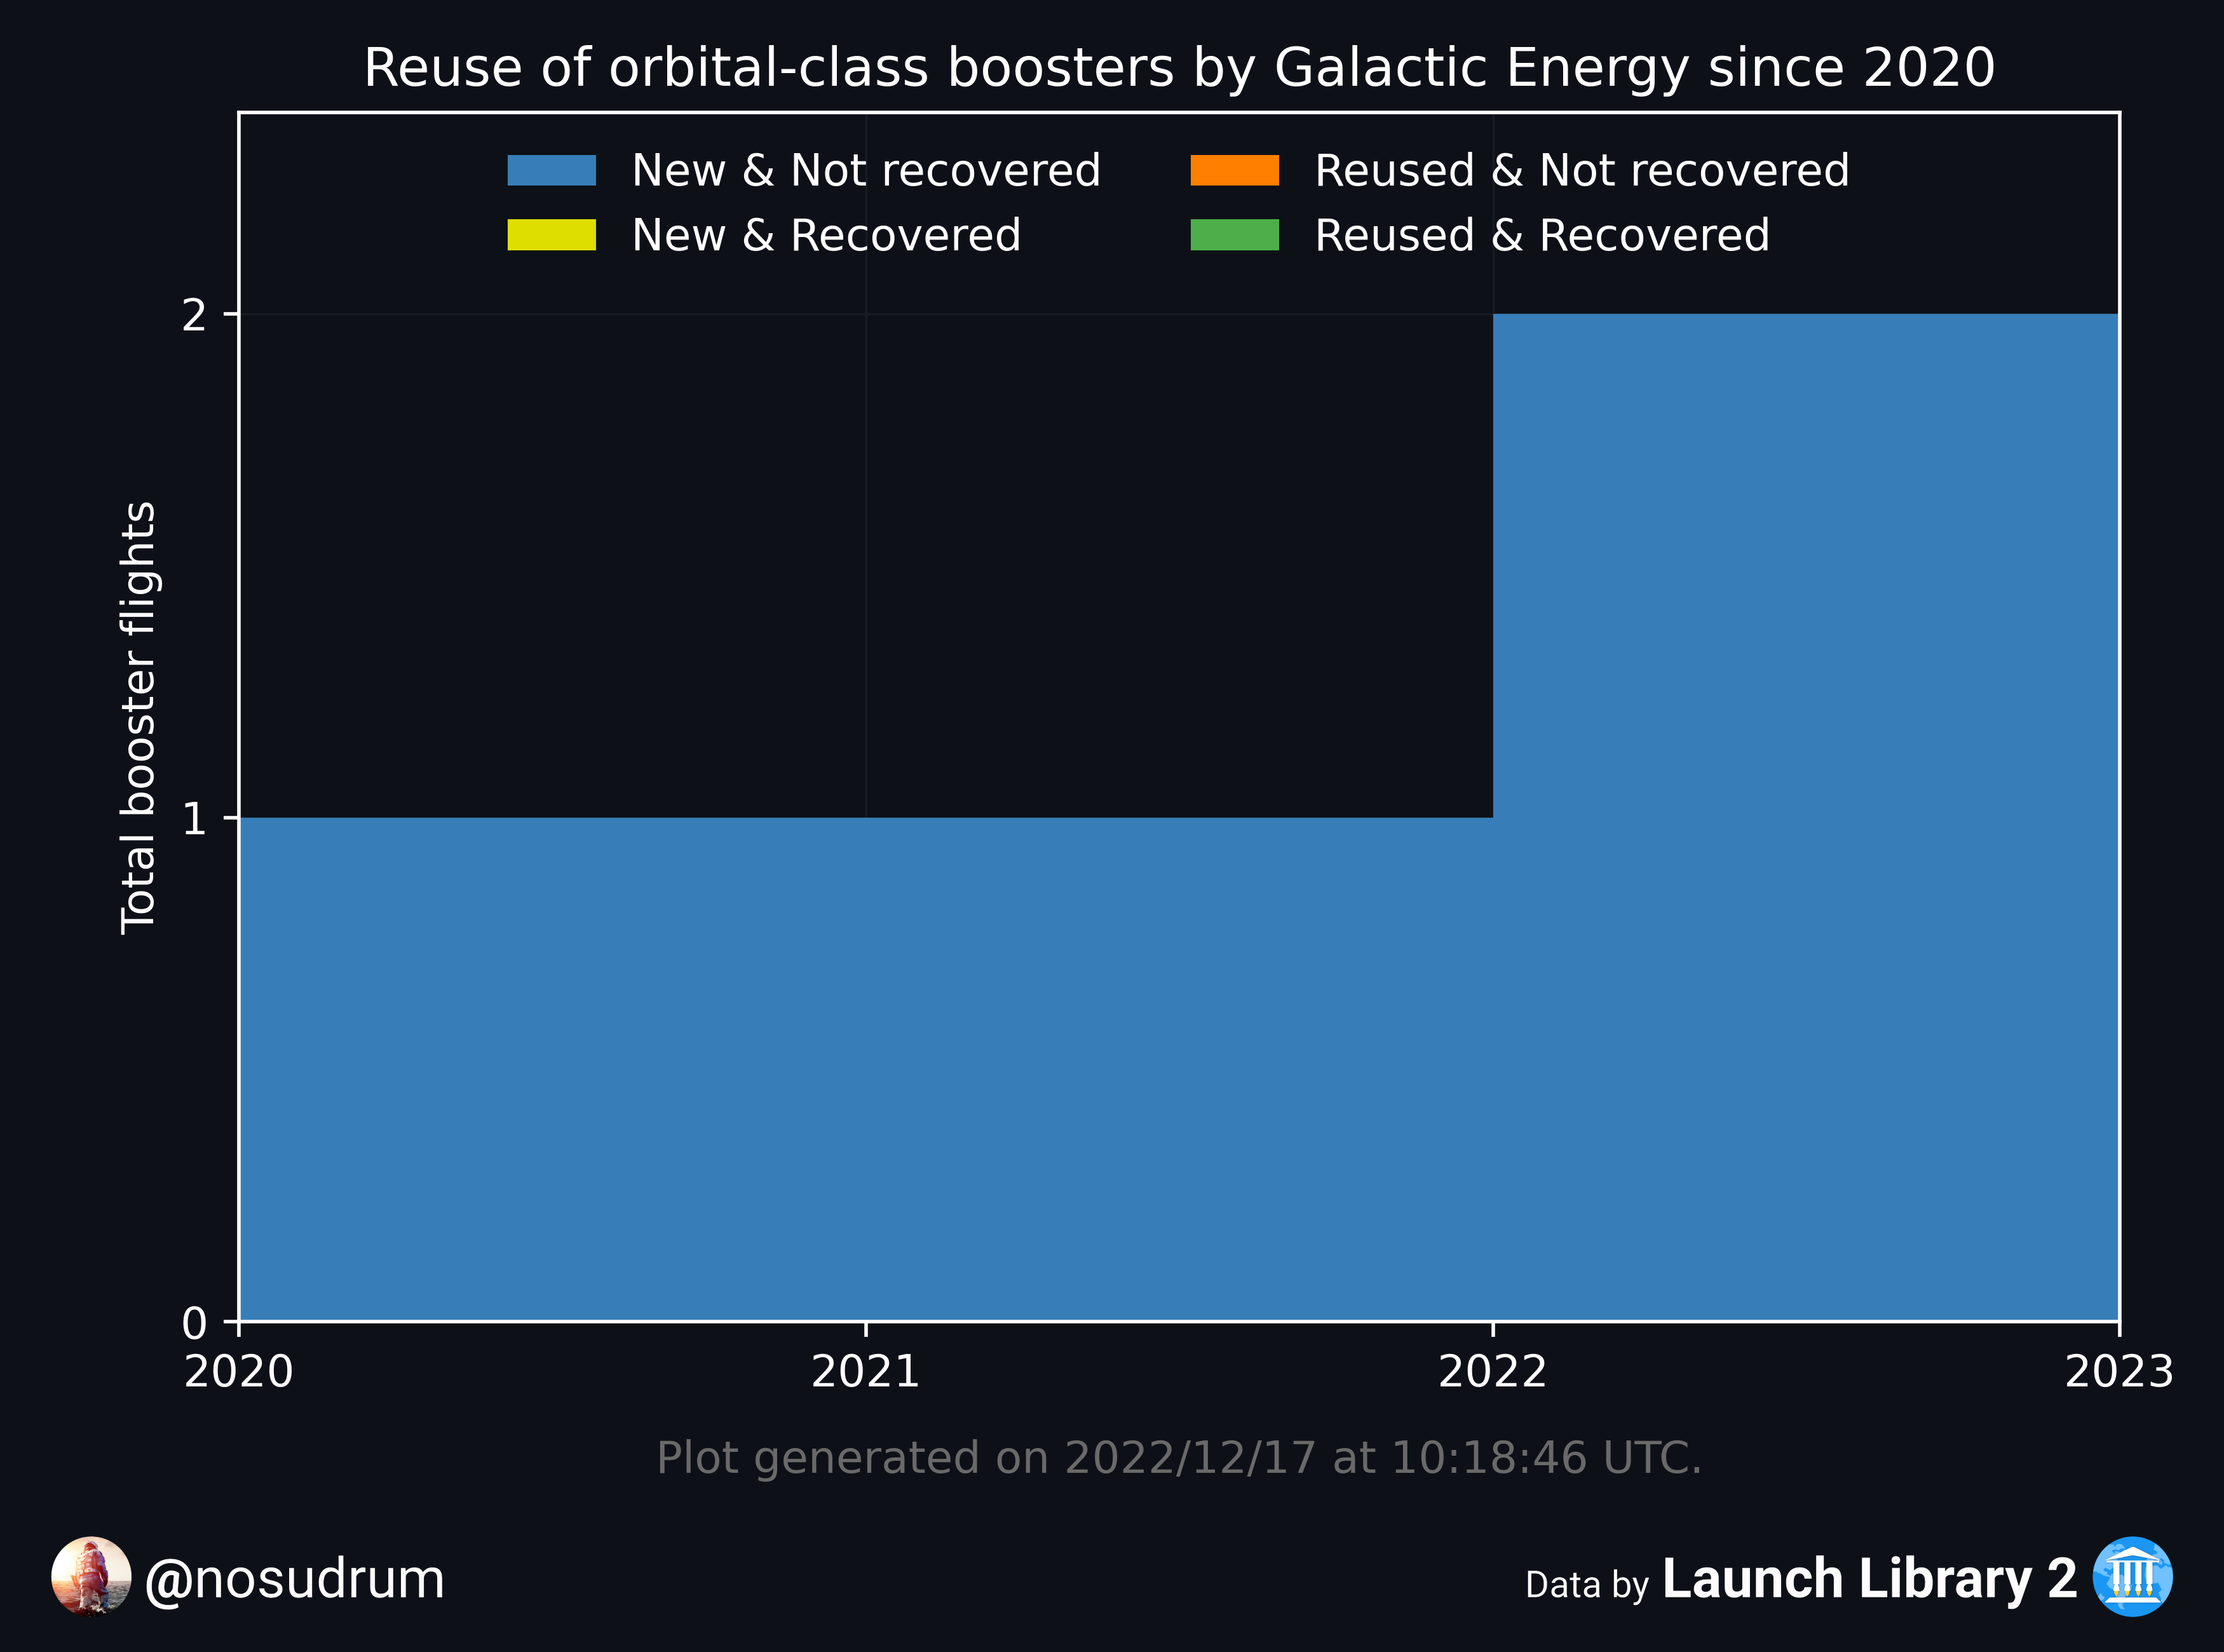 Reuse of orbital-class boosters by Galactic Energy since 2020
New & Not recovered
New & Recovered
Reused & Not recovered
Reused & Recovered
Total booster flights
2
1
0
2020 2021 2022 2023
Plot generated on 2022/12/17 at 10:18:46 UTC.
@nosudrum
Data by Launch Library 2